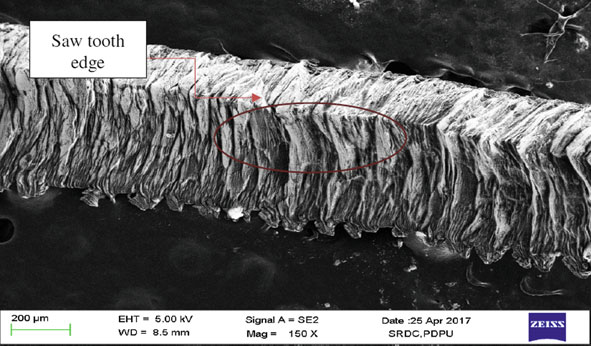 Saw tooth
edge
200 µm
EHT = 5.00 kV
Signal A = SE2
Date :25 Apr 2017
WD = 8.5 mm
Mag = 150 X
SRDC,PDPU
ZEISS